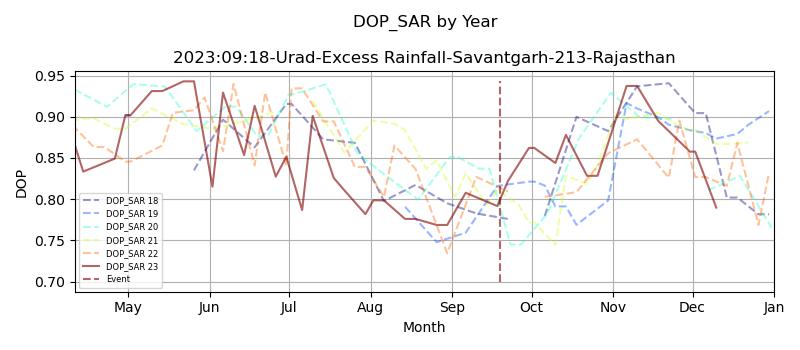 DOP_SAR by Year
2023:09:18-Urad-Excess Rainfall-Savantgarh-213-Rajasthan
0.95
0.90
0.85
0.80
0.75
0.70
DOP
DOP_SAR 18
DOP_SAR 19
DOP_SAR 20
DOP_SAR 21
DOP_SAR 22
DOP_SAR 23
Event
May Jun Jul Aug Sep Oct Nov Dec Jan
Month